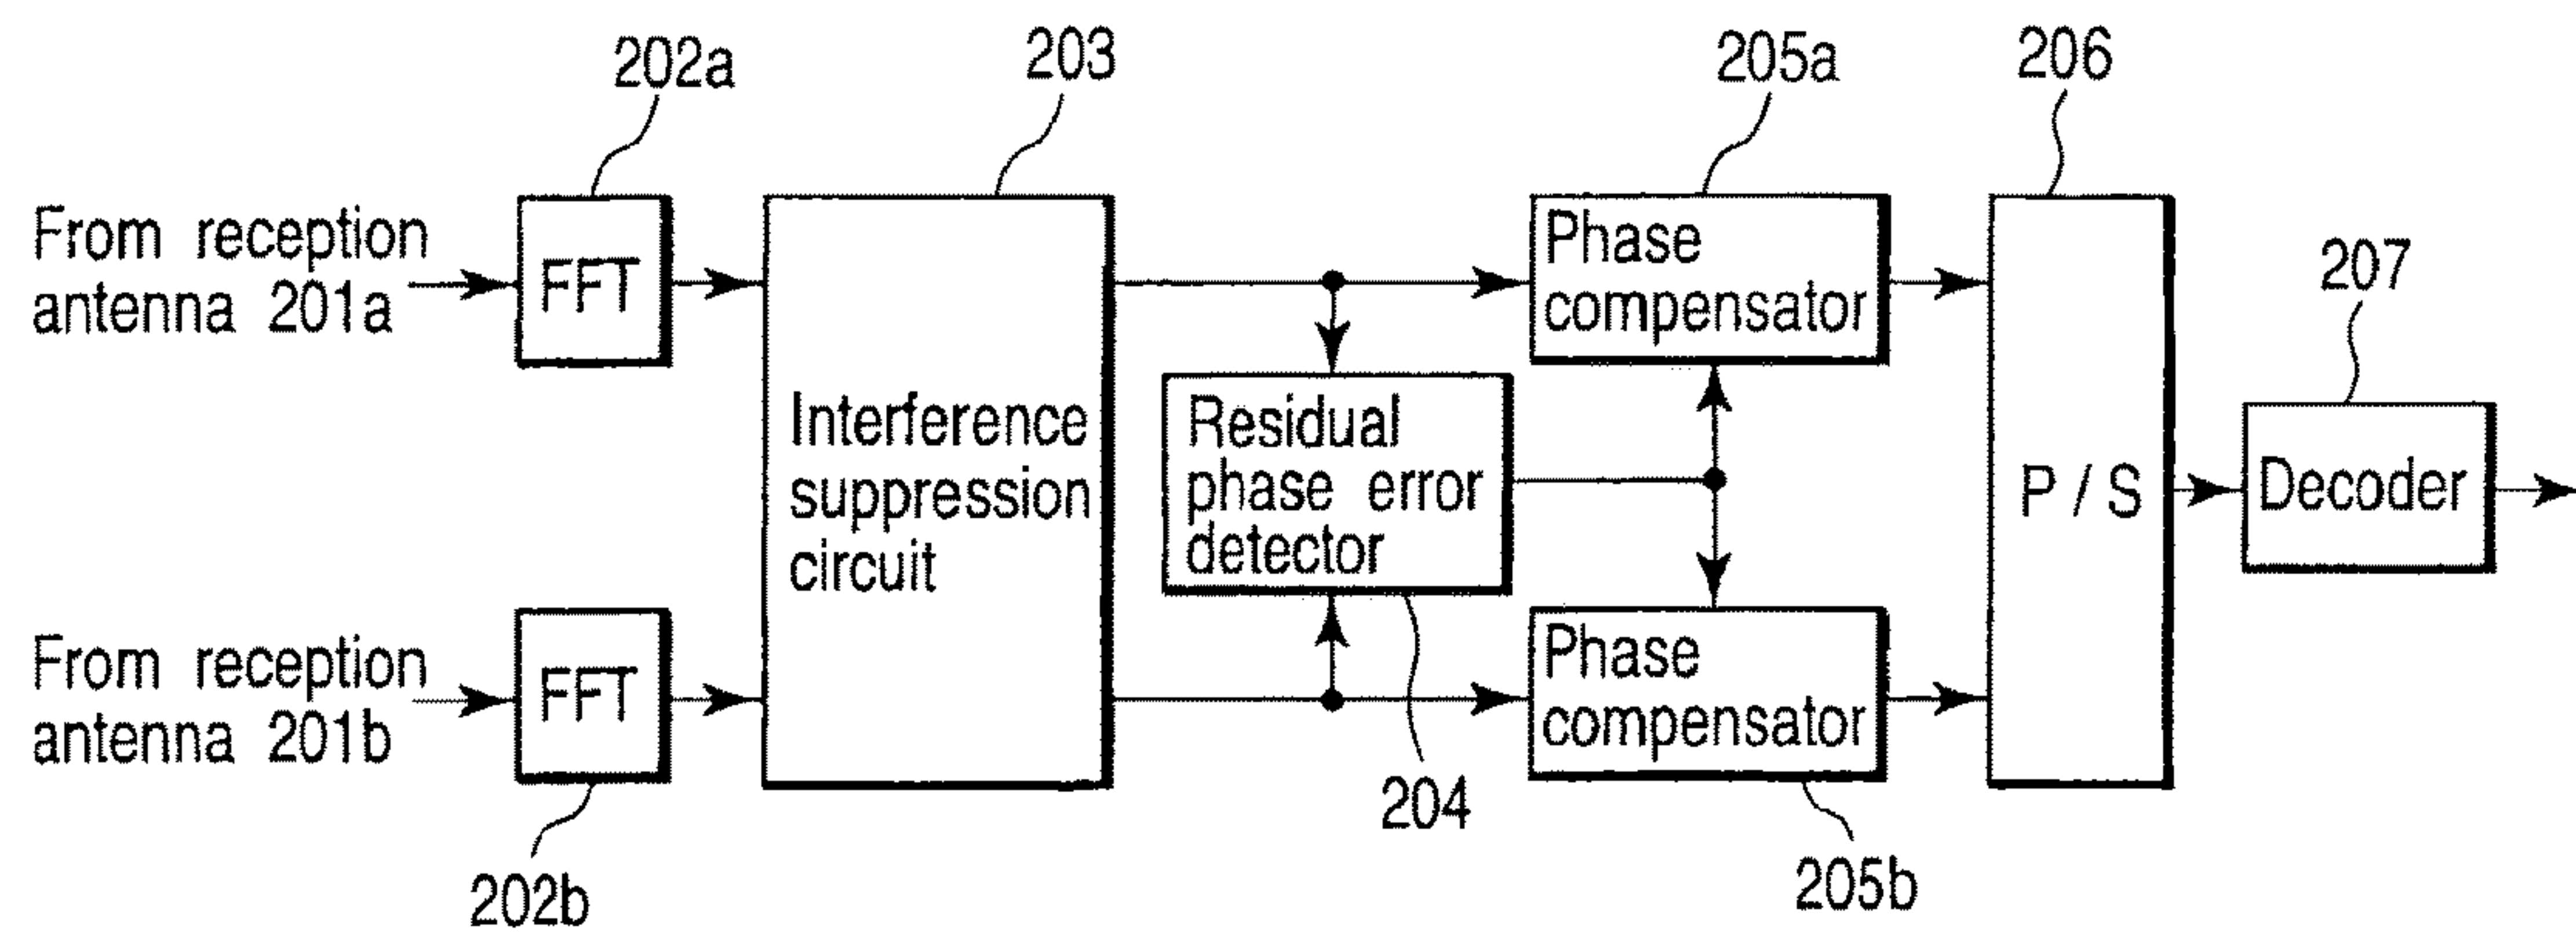 202a
203
205a
206
From reception
antenna 201a
FFT
Phase
compensator
207
Interference
suppression
circuit
Residual
phase error
detector
P / S
Decoder
From reception
antenna 201b
FFT
Phase
compensator
204
202b
205b